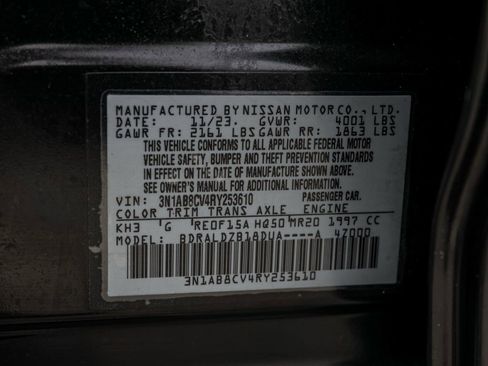 MANUFACTURED BY NISSAN MOTOR CO., LTD.
DATE: 11/23. GVWR: 4001 LBS
GAWR FR: 2161 LBS GAWR RR: 1863 LBS
THIS VEHICLE CONFORMS TO ALL APPLICABLE FEDERAL MOTOR
VEHICLE SAFETY, BUMPER AND THEFT PREVENTION STANDARDS
IN EFFECT ON THE DATE OF MANUFACTURE SHOWN ABOVE.
SEE OWNER'S MANUAL FOR ADDITIONAL INFORMATION.
VIN: 3N1AB8CV4RY253610 PASSENGER CAR.
COLOR TRIM TRANS AXLE ENGINE
KH3 G RE0F15A HQ50 MR20 1997 CC
MODEL: BDRALDZB18DUA----A 4Z000
3N1AB8CV4RY253610